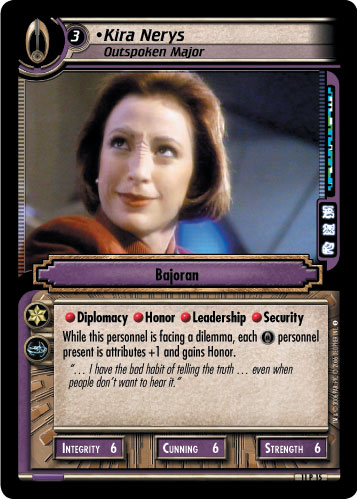 3
•Kira Nerys
Outspoken Major
Bajoran
Diplomacy Honor Leadership Security
While this personnel is facing a dilemma, each personnel
present is attributes +1 and gains Honor.
“… I have the bad habit of telling the truth … even when
people don’t want to hear it.”
INTEGRITY 6 CUNNING 6 STRENGTH 6
11 P 15